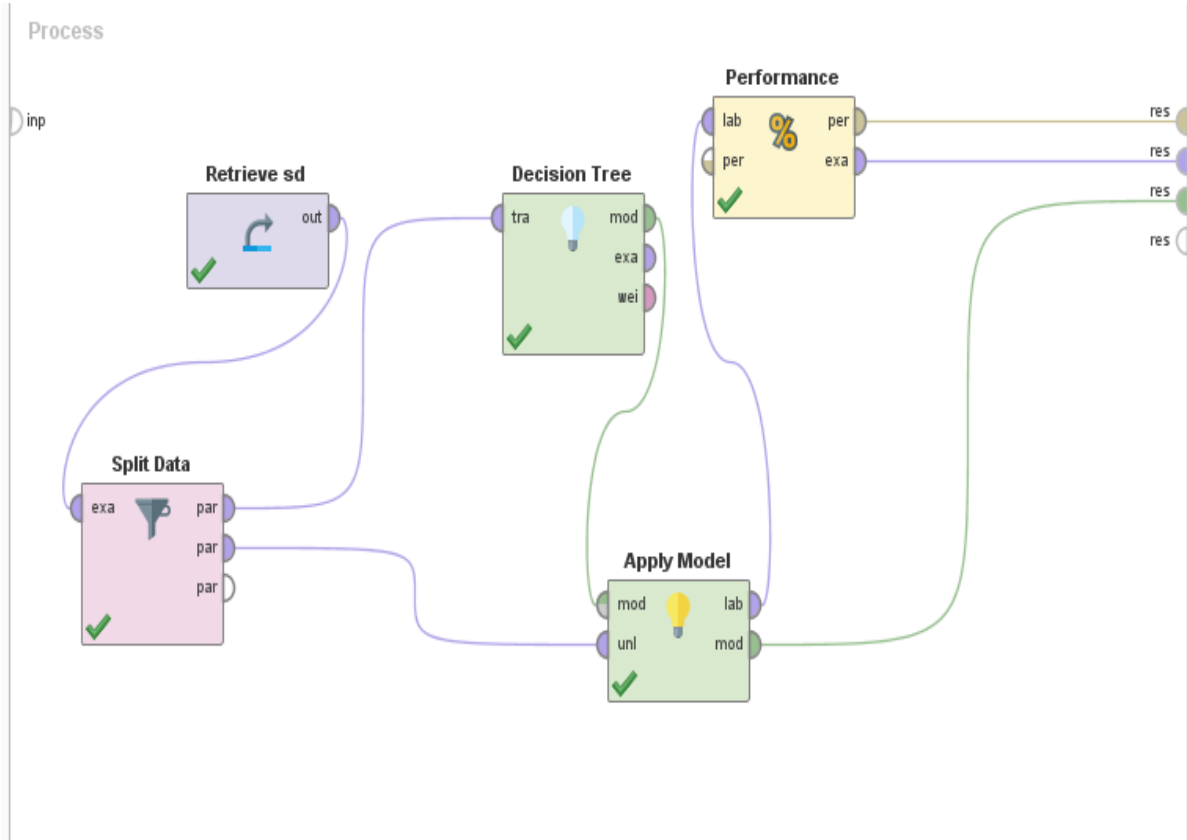 Process
inp
Retrieve sd
out
Decision Tree
tra
mod
exa
wei
Performance
lab
per
per
exa
res
res
res
res
Split Data
exa
par
par
par
Apply Model
mod
lab
unl
mod
%